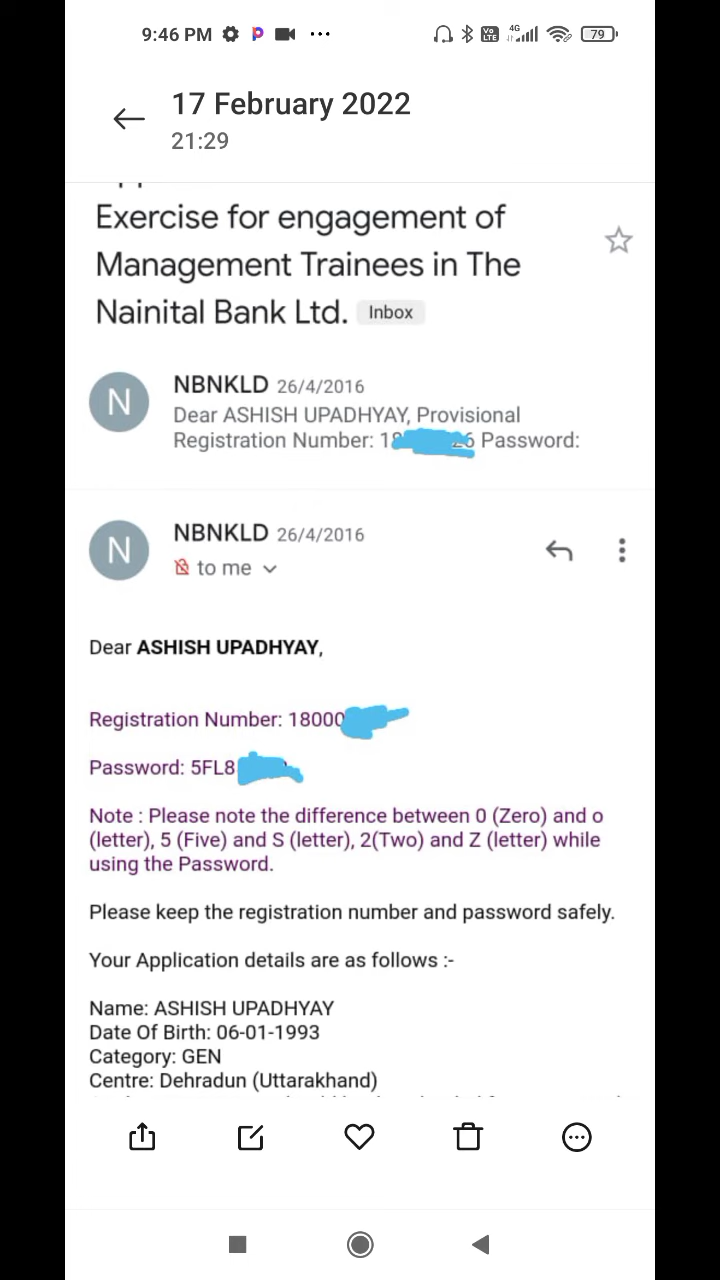 9:46 PM
4G
Vo LTE
79
17 February 2022
21:29
Exercise for engagement of
Management Trainees in The
Nainital Bank Ltd. Inbox
N
NBNKLD 26/4/2016
Dear ASHISH UPADHYAY, Provisional
Registration Number: 18 26 Password:
N
NBNKLD 26/4/2016
to me
Dear ASHISH UPADHYAY,
Registration Number: 18000
Password: 5FL8
Note : Please note the difference between 0 (Zero) and o
(letter), 5 (Five) and S (letter), 2(Two) and Z (letter) while
using the Password.
Please keep the registration number and password safely.
Your Application details are as follows :-
Name: ASHISH UPADHYAY
Date Of Birth: 06-01-1993
Category: GEN
Centre: Dehradun (Uttarakhand)